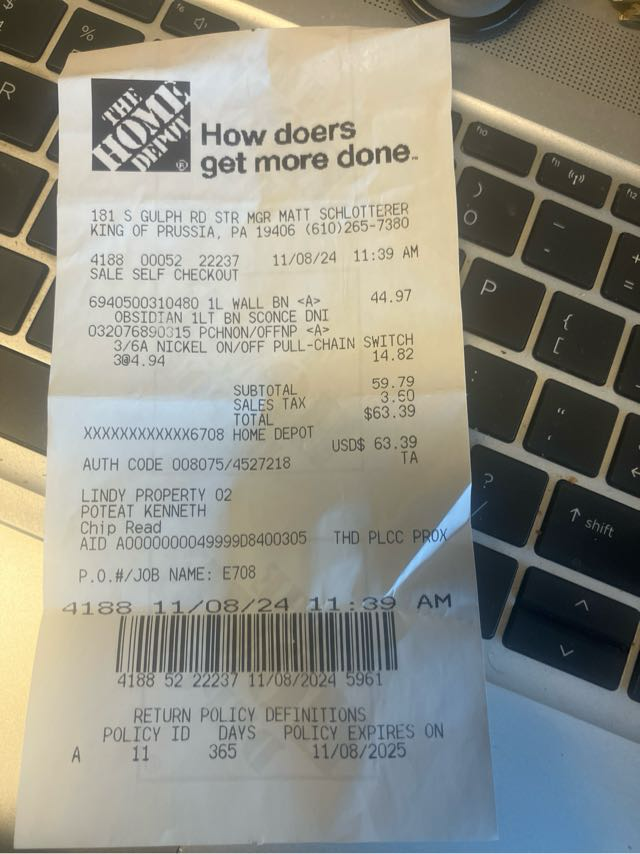 THE
HOME
DEPOT
How doers
get more done.
181 S GULPH RD STR MGR MATT SCHLOTTERER
KING OF PRUSSIA, PA 19406 (610)265-7380
4188 00052 22237 11/08/24 11:39 AM
SALE SELF CHECKOUT
6940500310480 1L WALL BN <A> 44.97
OBSIDIAN 1LT BN SCONCE DNI
032076890315 PCHNON/OFFNP <A>
3/6A NICKEL ON/OFF PULL-CHAIN SWITCH
3@4.94 14.82
SUBTOTAL 59.79
SALES TAX 3.60
TOTAL $63.39
XXXXXXXXXXXX6708 HOME DEPOT
USD$ 63.39
AUTH CODE 008075/4527218 TA
LINDY PROPERTY 02
POTEAT KENNETH
Chip Read
AID A0000000049999D8400305 THD PLCC PROX
P.O.#/JOB NAME: E708
4188 11/08/24 11:39 AM
4188 52 22237 11/08/2024 5961
RETURN POLICY DEFINITIONS
POLICY ID DAYS POLICY EXPIRES ON
A 11 365 11/08/2025
$
4
%
R
f6
f10
f11
f12
)
O
P
{
[
-
+
=
:
;
"
?
/
shift